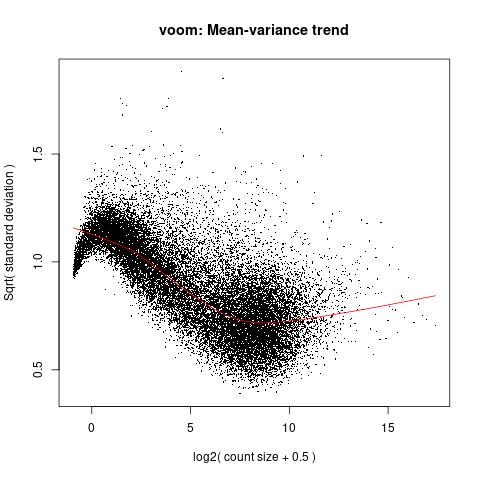 voom: Mean-variance trend
Sqrt( standard deviation )
1.5
1.0
0.5
0 5 10 15
log2( count size + 0.5 )